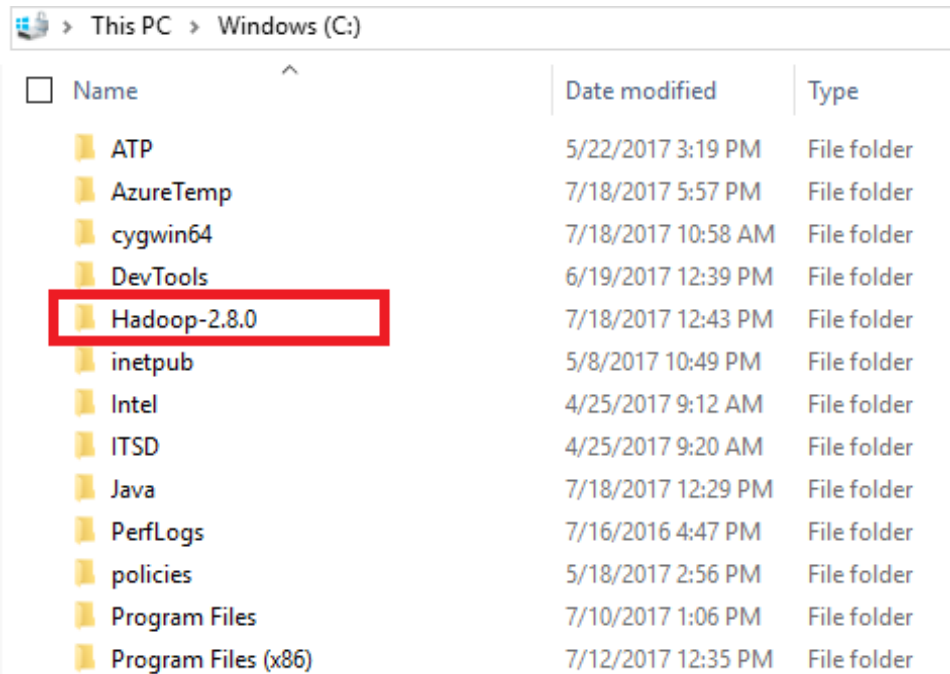 This PC > Windows (C:)
Name Date modified Type
ATP 5/22/2017 3:19 PM File folder
AzureTemp 7/18/2017 5:57 PM File folder
cygwin64 7/18/2017 10:58 AM File folder
DevTools 6/19/2017 12:39 PM File folder
Hadoop-2.8.0 7/18/2017 12:43 PM File folder
inetpub 5/8/2017 10:49 PM File folder
Intel 4/25/2017 9:12 AM File folder
ITSD 4/25/2017 9:20 AM File folder
Java 7/18/2017 12:29 PM File folder
PerfLogs 7/16/2016 4:47 PM File folder
policies 5/18/2017 2:56 PM File folder
Program Files 7/10/2017 1:06 PM File folder
Program Files (x86) 7/12/2017 12:35 PM File folder